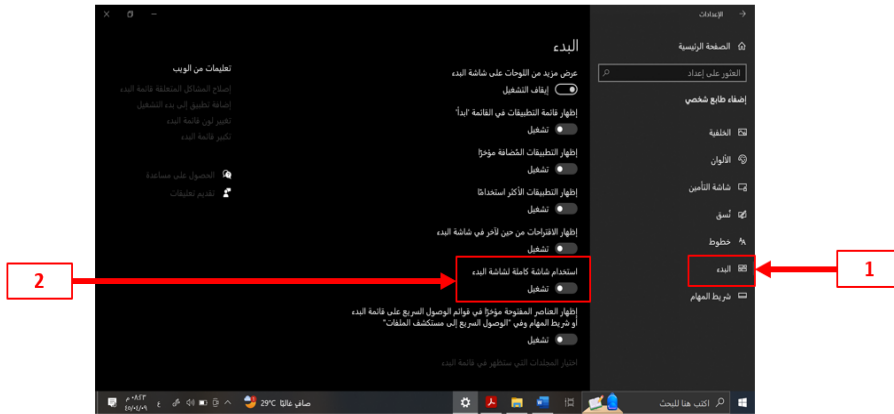 الإعدادات
الصفحة الرئيسية
العثور على إعداد
إضفاء طابع شخصي
الخلفية
الألوان
شاشة التأمين
نُسق
خطوط
البدء
شريط المهام
1
البدء
عرض مزيد من اللوحات على شاشة البدء
إيقاف التشغيل
إظهار قائمة التطبيقات في القائمة "ابدأ"
تشغيل
إظهار التطبيقات المُضافة مؤخرًا
تشغيل
إظهار التطبيقات الأكثر استخدامًا
تشغيل
إظهار الاقتراحات من حين لآخر في شاشة البدء
تشغيل
استخدام شاشة كاملة لشاشة البدء
تشغيل
إظهار العناصر المفتوحة مؤخرًا في قوائم الوصول السريع على قائمة البدء
أو شريط المهام وفي "الوصول السريع إلى مستكشف الملفات"
تشغيل
اختيار المجلدات التي ستظهر في قائمة البدء
تعليمات من الويب
إصلاح المشاكل المتعلقة قائمة البدء
إضافة تطبيق إلى بدء التشغيل
تغيير لون قائمة البدء
تكبير قائمة البدء
الحصول على مساعدة
تقديم تعليقات
2
اكتب هنا للبحث
29°C صافٍ غالبًا
ع